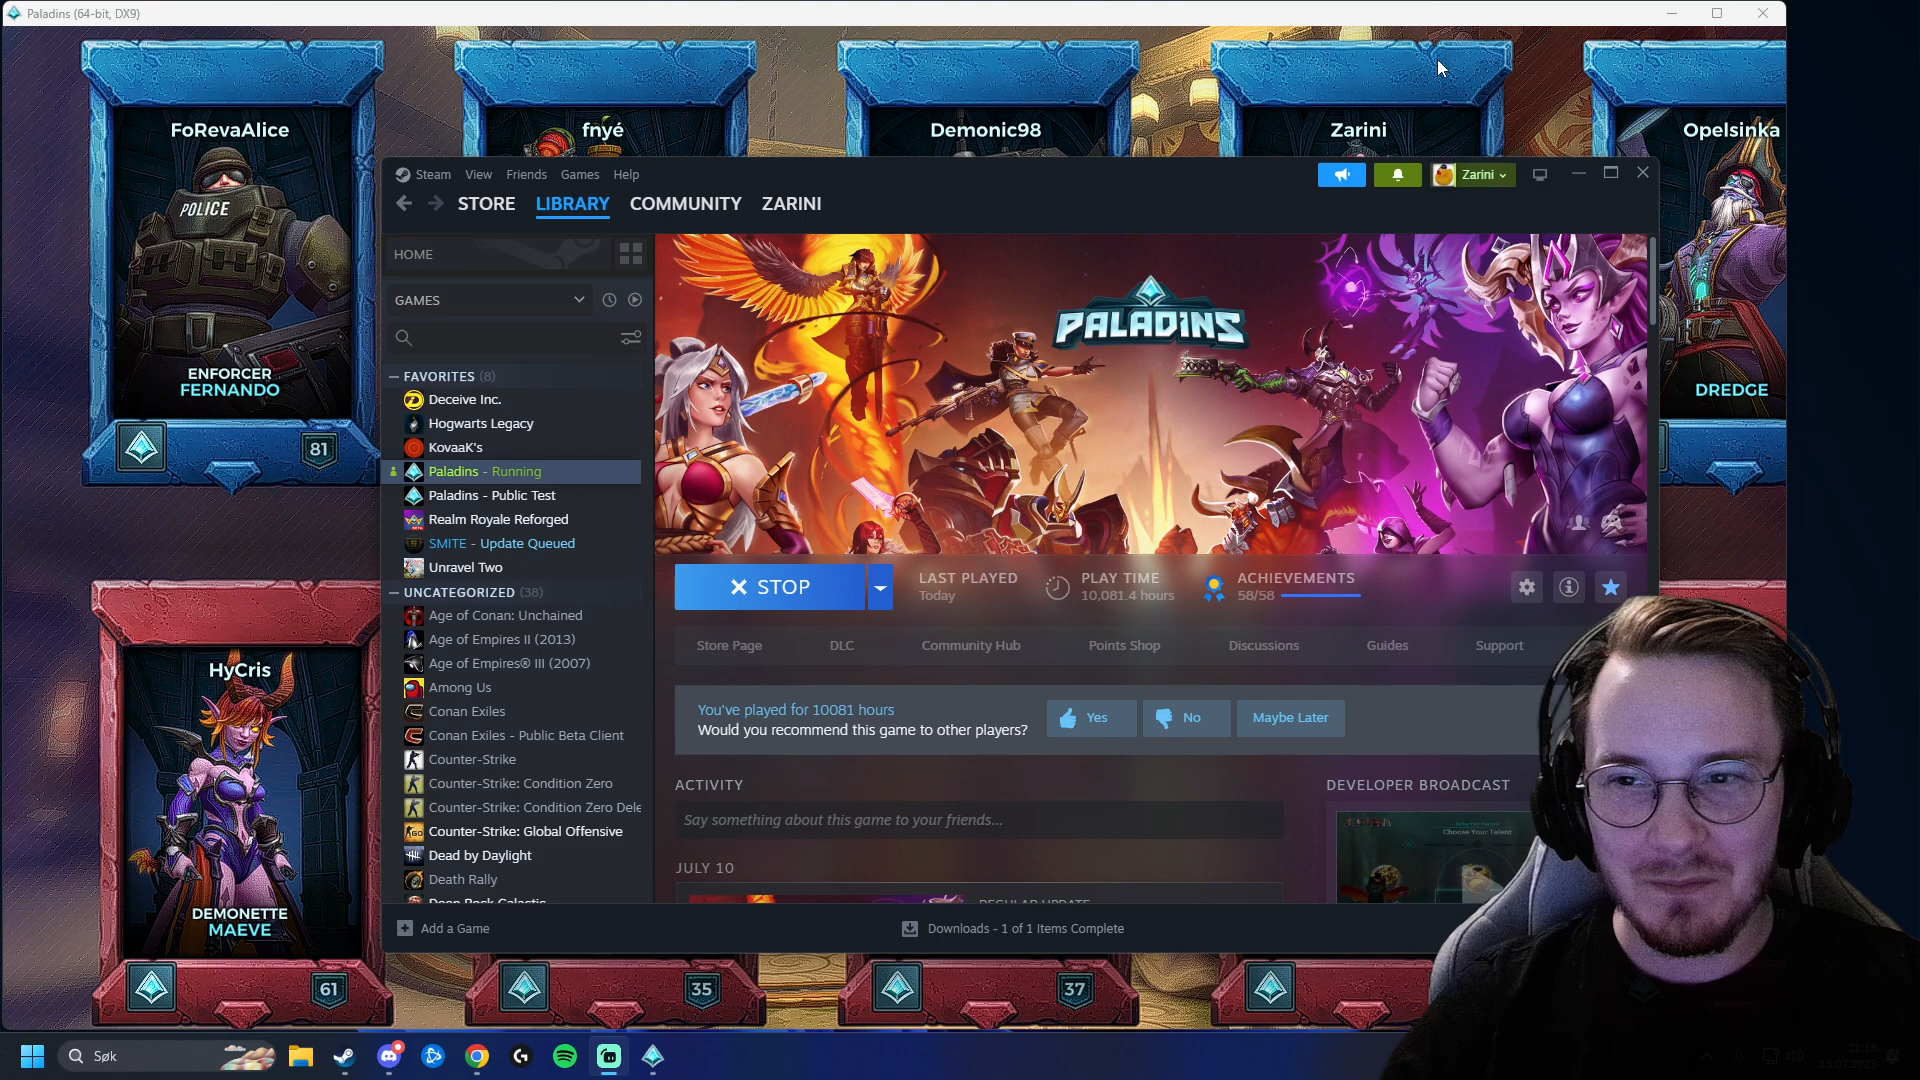 Paladins (64-bit, DX9)
FoRevaAlice
fnyé
Demonic98
Zarini
Opelsinka
POLICE
ENFORCER
FERNANDO
81
DREDGE
Steam View Friends Games Help
Zarini
STORE LIBRARY COMMUNITY ZARINI
HOME
GAMES
FAVORITES (8)
Deceive Inc.
Hogwarts Legacy
KovaaK's
Paladins - Running
Paladins - Public Test
Realm Royale Reforged
SMITE - Update Queued
Unravel Two
UNCATEGORIZED (38)
Age of Conan: Unchained
Age of Empires II (2013)
Age of Empires® III (2007)
Among Us
Conan Exiles
Conan Exiles - Public Beta Client
Counter-Strike
Counter-Strike: Condition Zero
Counter-Strike: Condition Zero Dele
Counter-Strike: Global Offensive
Dead by Daylight
Death Rally
Deep Rock Galactic
Add a Game
PALADINS
STOP
LAST PLAYED
Today
PLAY TIME
10,081.4 hours
ACHIEVEMENTS
58/58
Store Page DLC Community Hub Points Shop Discussions Guides Support
You've played for 10081 hours
Would you recommend this game to other players?
Yes
No
Maybe Later
ACTIVITY
Say something about this game to your friends...
JULY 10
REGULAR UPDATE
DEVELOPER BROADCAST
Choose Your Talent
Downloads - 1 of 1 Items Complete
HyCris
DEMONETTE
MAEVE
61
35
37
Søk